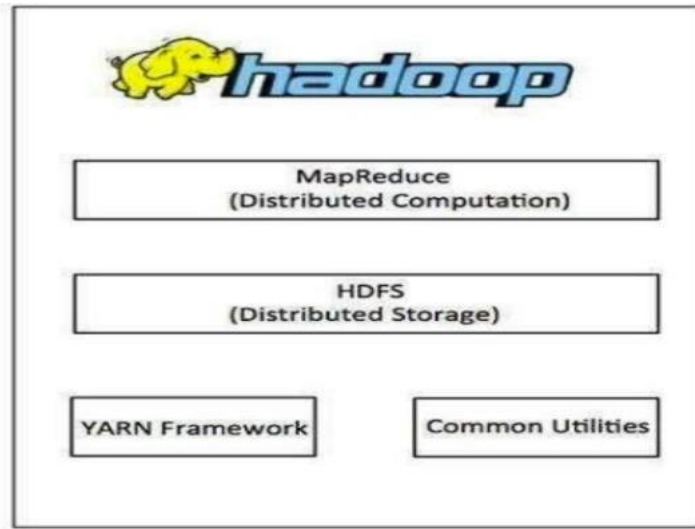 hadoop
MapReduce
(Distributed Computation)
HDFS
(Distributed Storage)
YARN Framework
Common Utilities